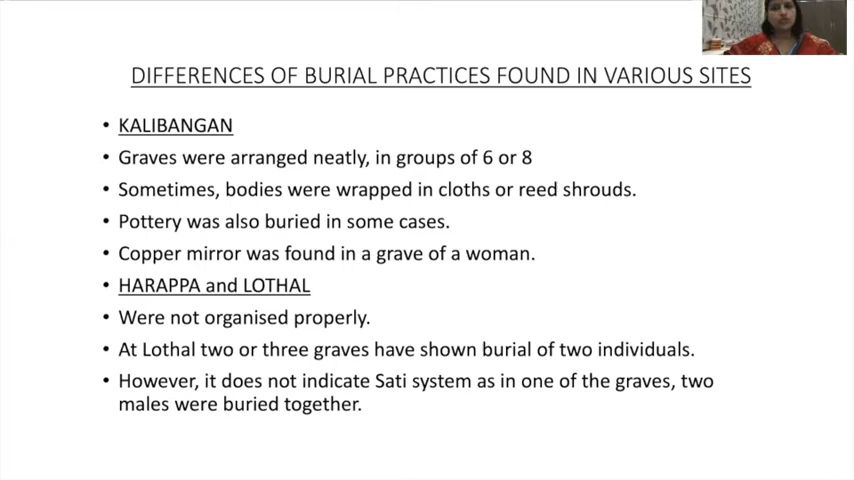 DIFFERENCES OF BURIAL PRACTICES FOUND IN VARIOUS SITES
• KALIBANGAN
• Graves were arranged neatly, in groups of 6 or 8
• Sometimes, bodies were wrapped in cloths or reed shrouds.
• Pottery was also buried in some cases.
• Copper mirror was found in a grave of a woman.
• HARAPPA and LOTHAL
• Were not organised properly.
• At Lothal two or three graves have shown burial of two individuals.
• However, it does not indicate Sati system as in one of the graves, two
males were buried together.